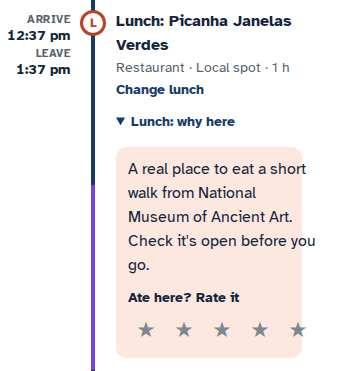 ARRIVE
12:37 pm
LEAVE
1:37 pm
L
Lunch: Picanha Janelas
Verdes
Restaurant · Local spot · 1 h
Change lunch
▼ Lunch: why here
A real place to eat a short
walk from National
Museum of Ancient Art.
Check it's open before you
go.
Ate here? Rate it
★ ★ ★ ★ ★